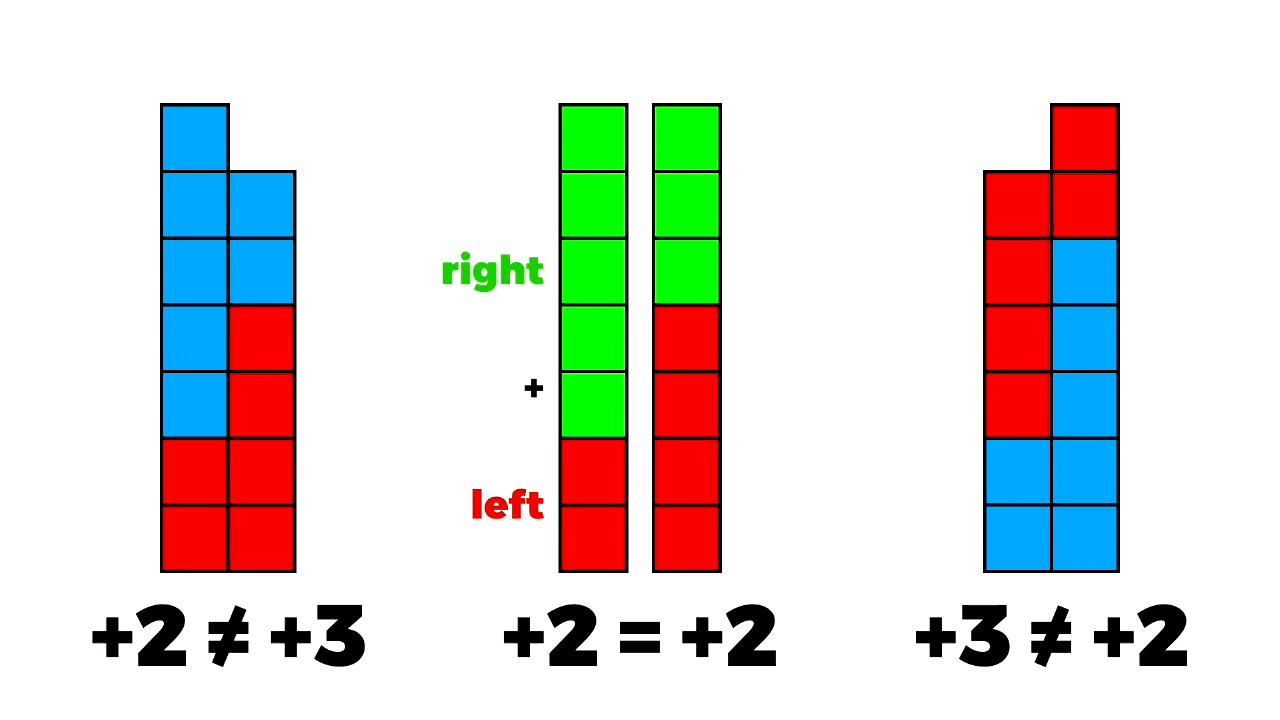 right
+
left
+2 ≠ +3
+2 = +2
+3 ≠ +2